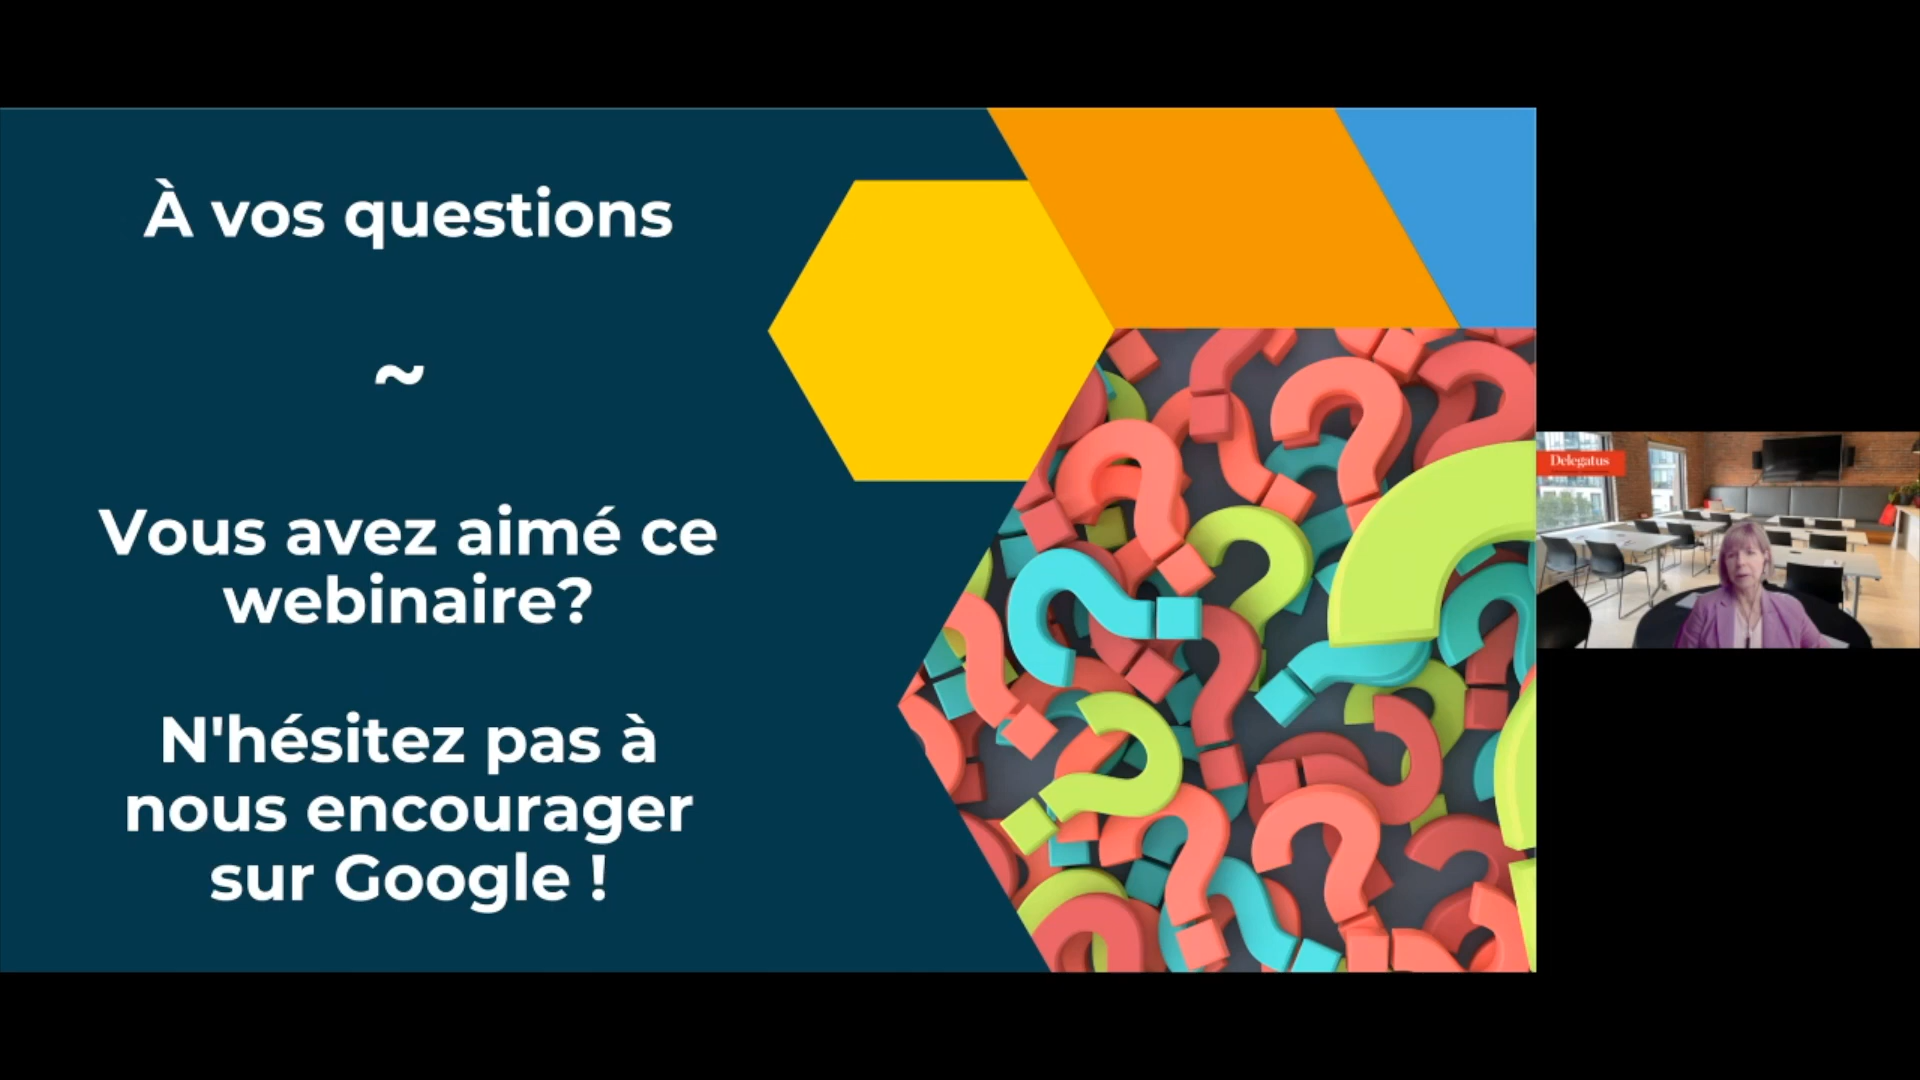 À vos questions
~
Vous avez aimé ce
webinaire?
N'hésitez pas à
nous encourager
sur Google !
Delegatus